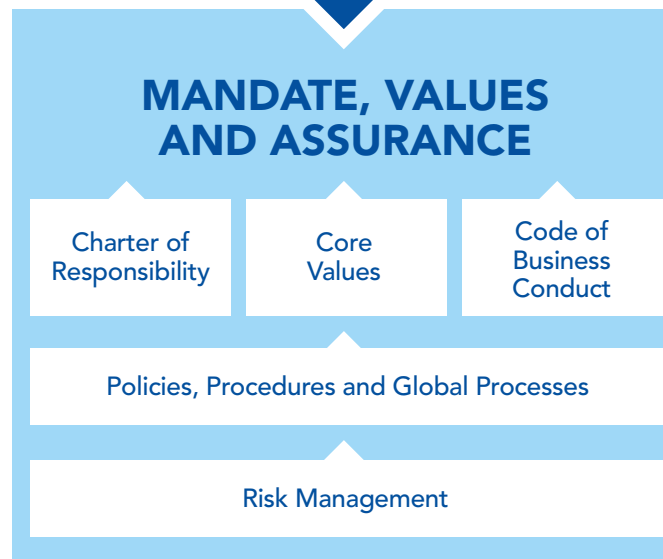 MANDATE, VALUES
AND ASSURANCE
Charter of
Responsibility
Core
Values
Code of
Business
Conduct
Policies, Procedures and Global Processes
Risk Management